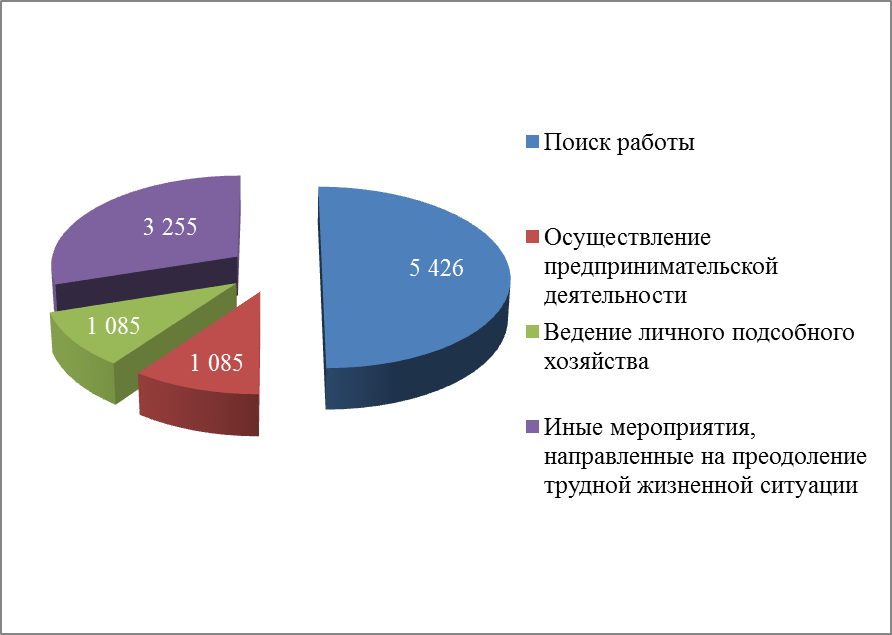 3 255
5 426
1 085
1 085
Поиск работы
Осуществление
предпринимательской
деятельности
Ведение личного подсобного
хозяйства
Иные мероприятия,
направленные на преодоление
трудной жизненной ситуации